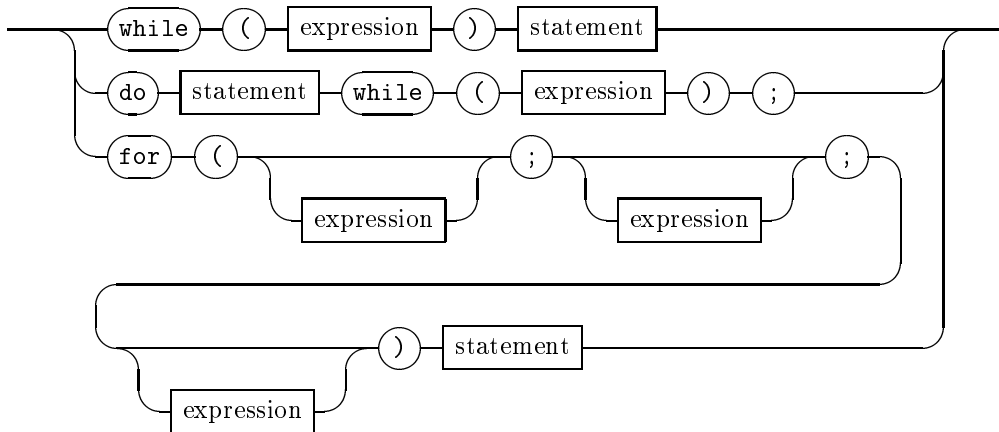 while ( expression ) statement
do statement while ( expression ) ;
for ( ; ;
expression expression
) statement
expression